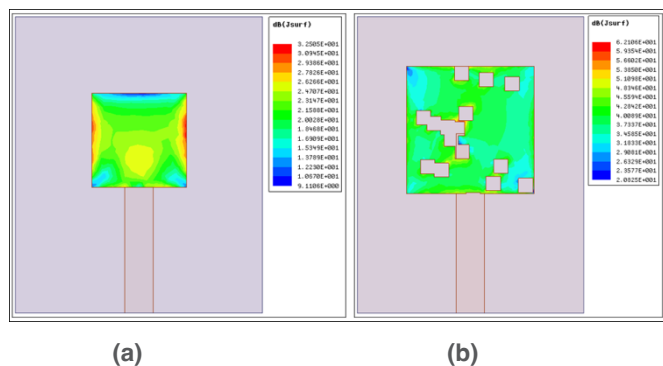 dB(Jsurf)
3.2505E+001
3.0945E+001
2.9386E+001
2.7826E+001
2.6266E+001
2.4707E+001
2.3147E+001
2.1588E+001
2.0028E+001
1.8468E+001
1.6909E+001
1.5349E+001
1.3789E+001
1.2230E+001
1.0670E+001
9.1106E+000
dB(Jsurf)
6.2106E+001
5.9354E+001
5.6602E+001
5.3850E+001
5.1098E+001
4.8346E+001
4.5594E+001
4.2842E+001
4.0089E+001
3.7337E+001
3.4585E+001
3.1833E+001
2.9081E+001
2.6329E+001
2.3577E+001
2.0825E+001
(a)
(b)